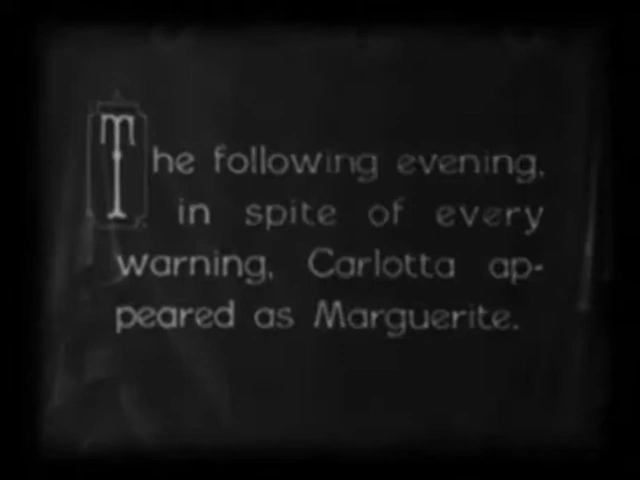 The following evening,
in spite of every
warning, Carlotta ap-
peared as Marguerite.